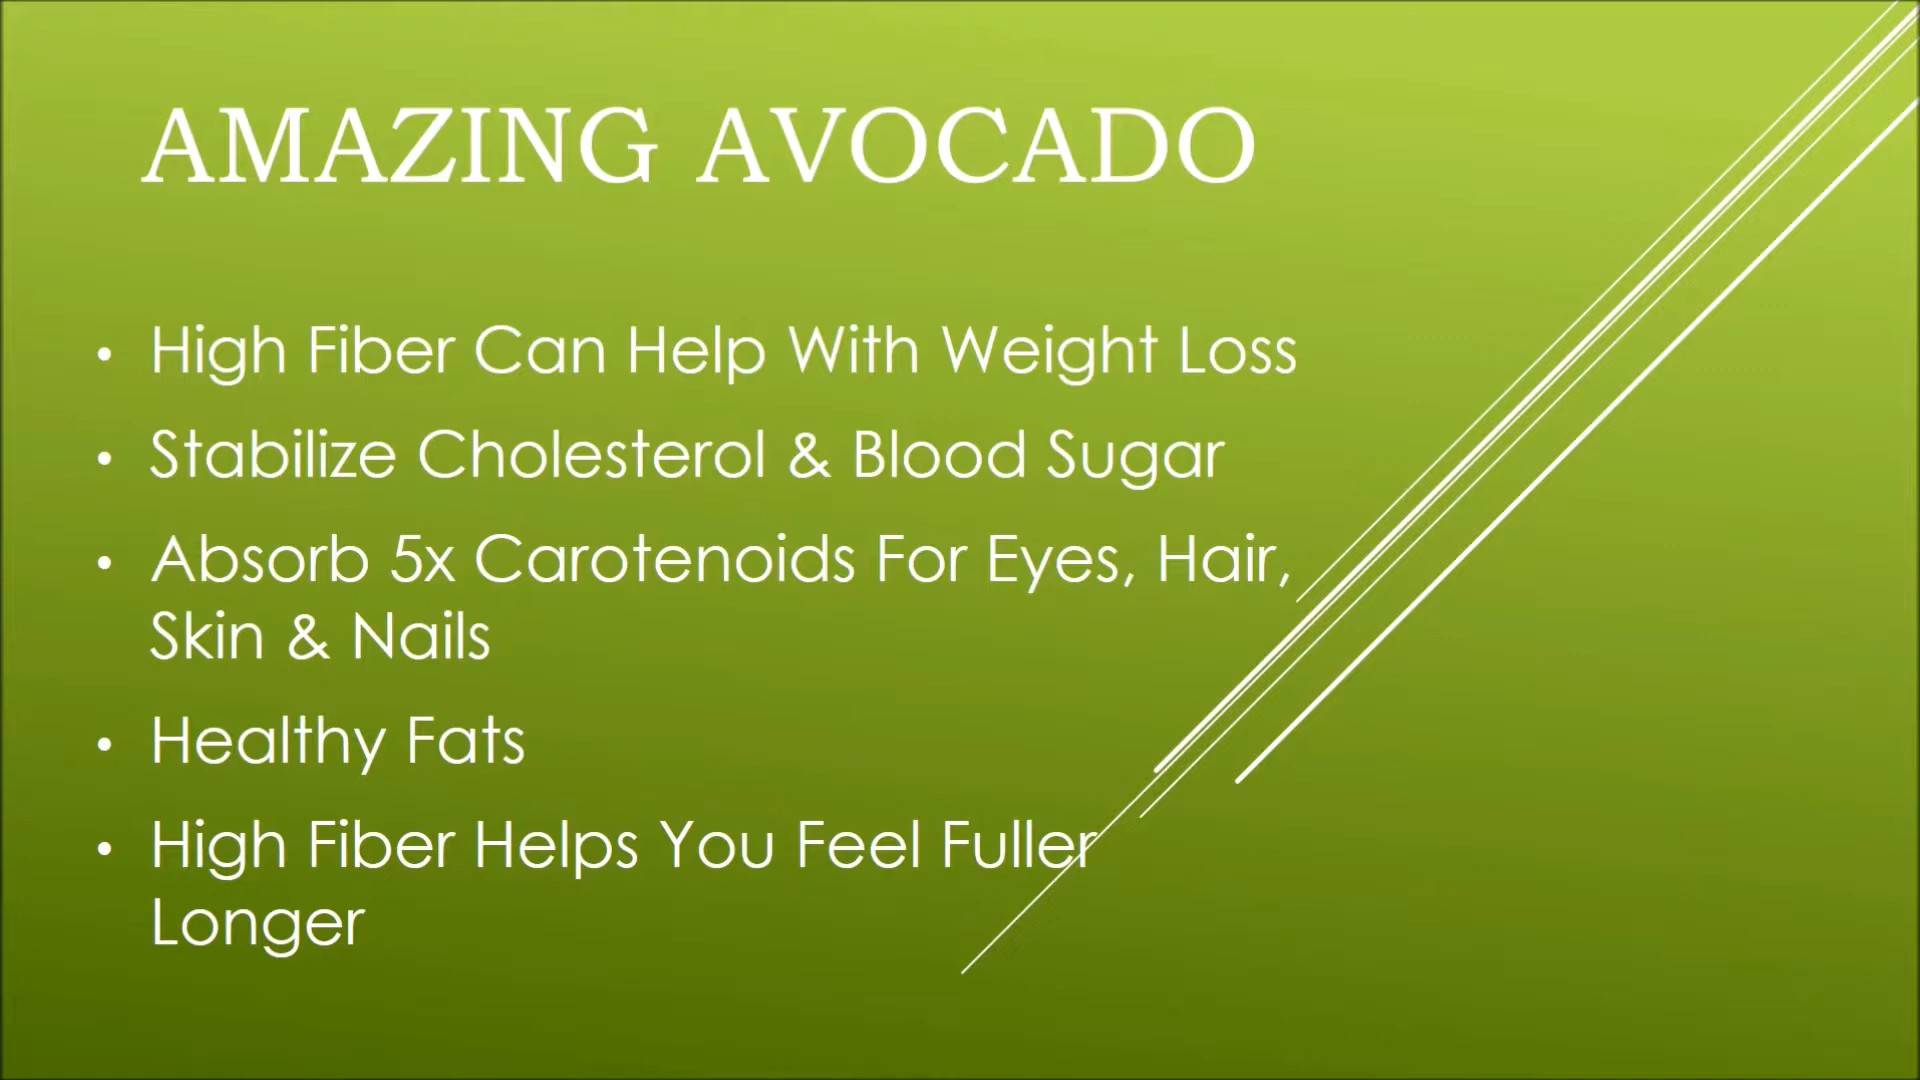 AMAZING AVOCADO
• High Fiber Can Help With Weight Loss
• Stabilize Cholesterol & Blood Sugar
• Absorb 5x Carotenoids For Eyes, Hair,
Skin & Nails
• Healthy Fats
• High Fiber Helps You Feel Fuller
Longer